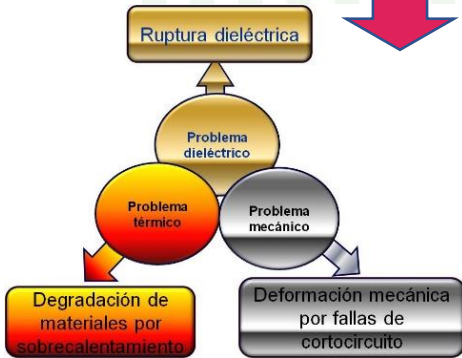 Ruptura dieléctrica
Problema
dieléctrico
Problema
térmico
Problema
mecánico
Degradación de
materiales por
sobrecalentamiento
Deformación mecánica
por fallas de
cortocircuito